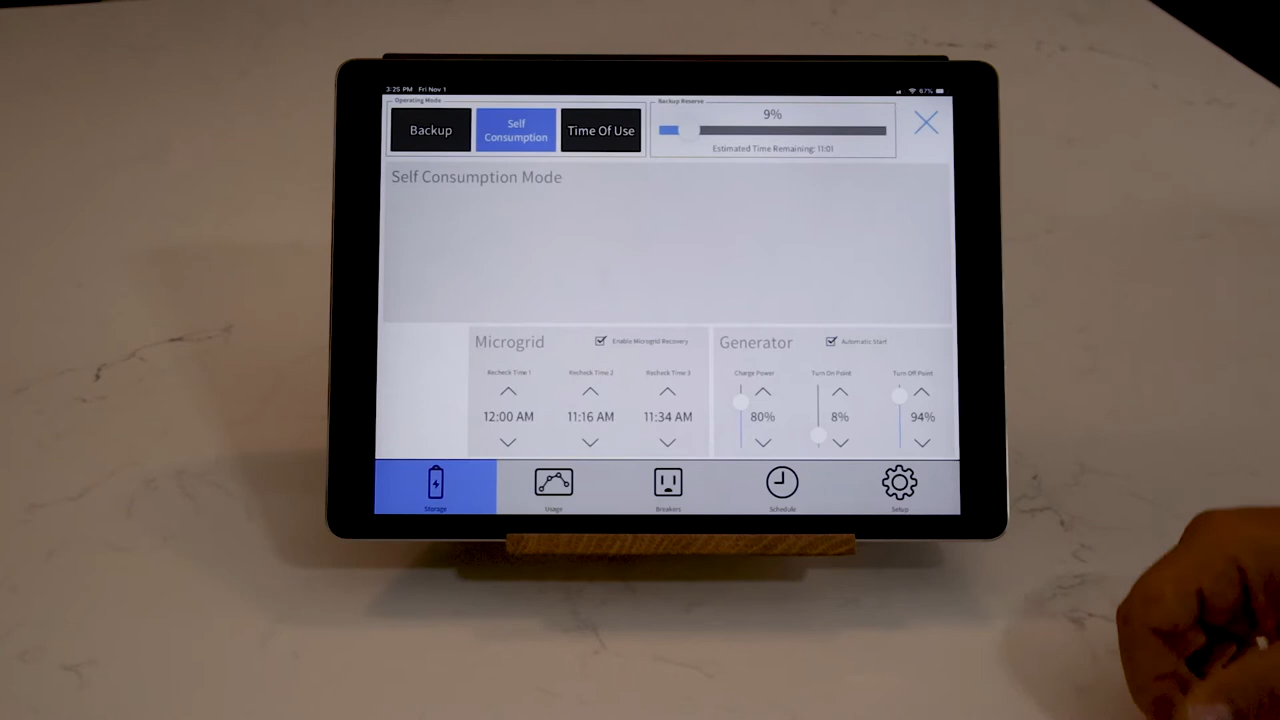 3:25 PM Fri Nov 1
67%
Operating Mode
Backup
Self
Consumption
Time Of Use
Backup Reserve
9%
Estimated Time Remaining: 11:01
Self Consumption Mode
Microgrid
Enable Microgrid Recovery
Recheck Time 1
Recheck Time 2
Recheck Time 3
12:00 AM
11:16 AM
11:34 AM
Generator
Automatic Start
Charge Power
Turn On Point
Turn Off Point
80%
8%
94%
Storage
Usage
Breakers
Schedule
Setup